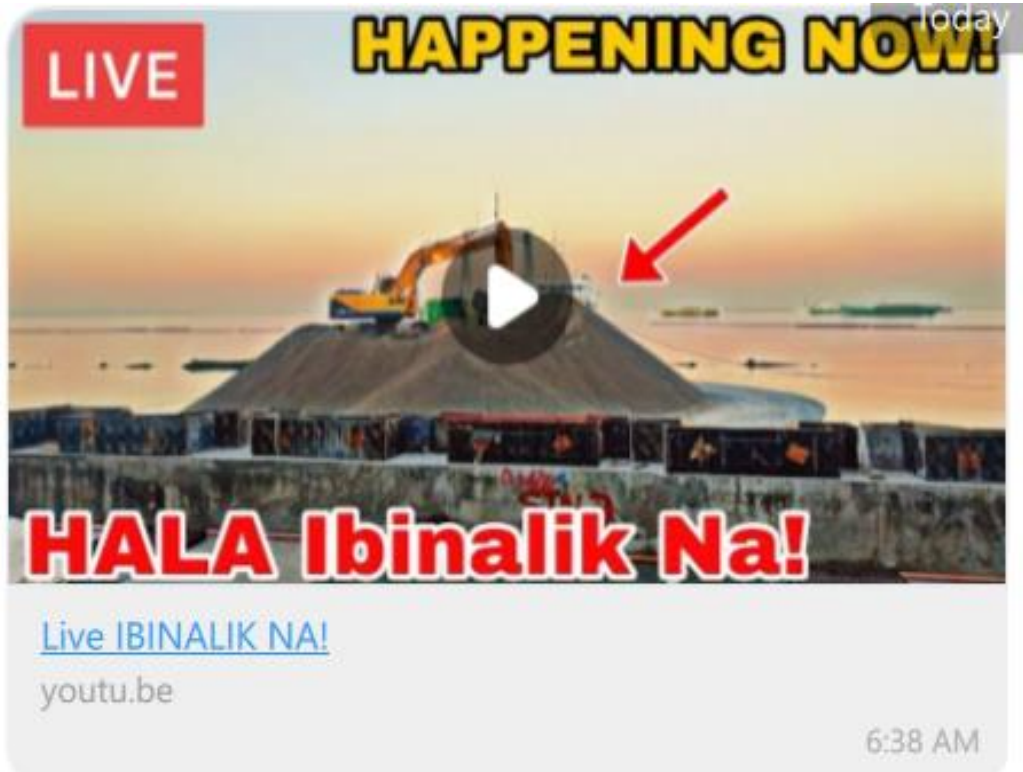 Today
LIVE
HAPPENING NOW!
HALA Ibinalik Na!
Live IBINALIK NA!
youtu.be
6:38 AM